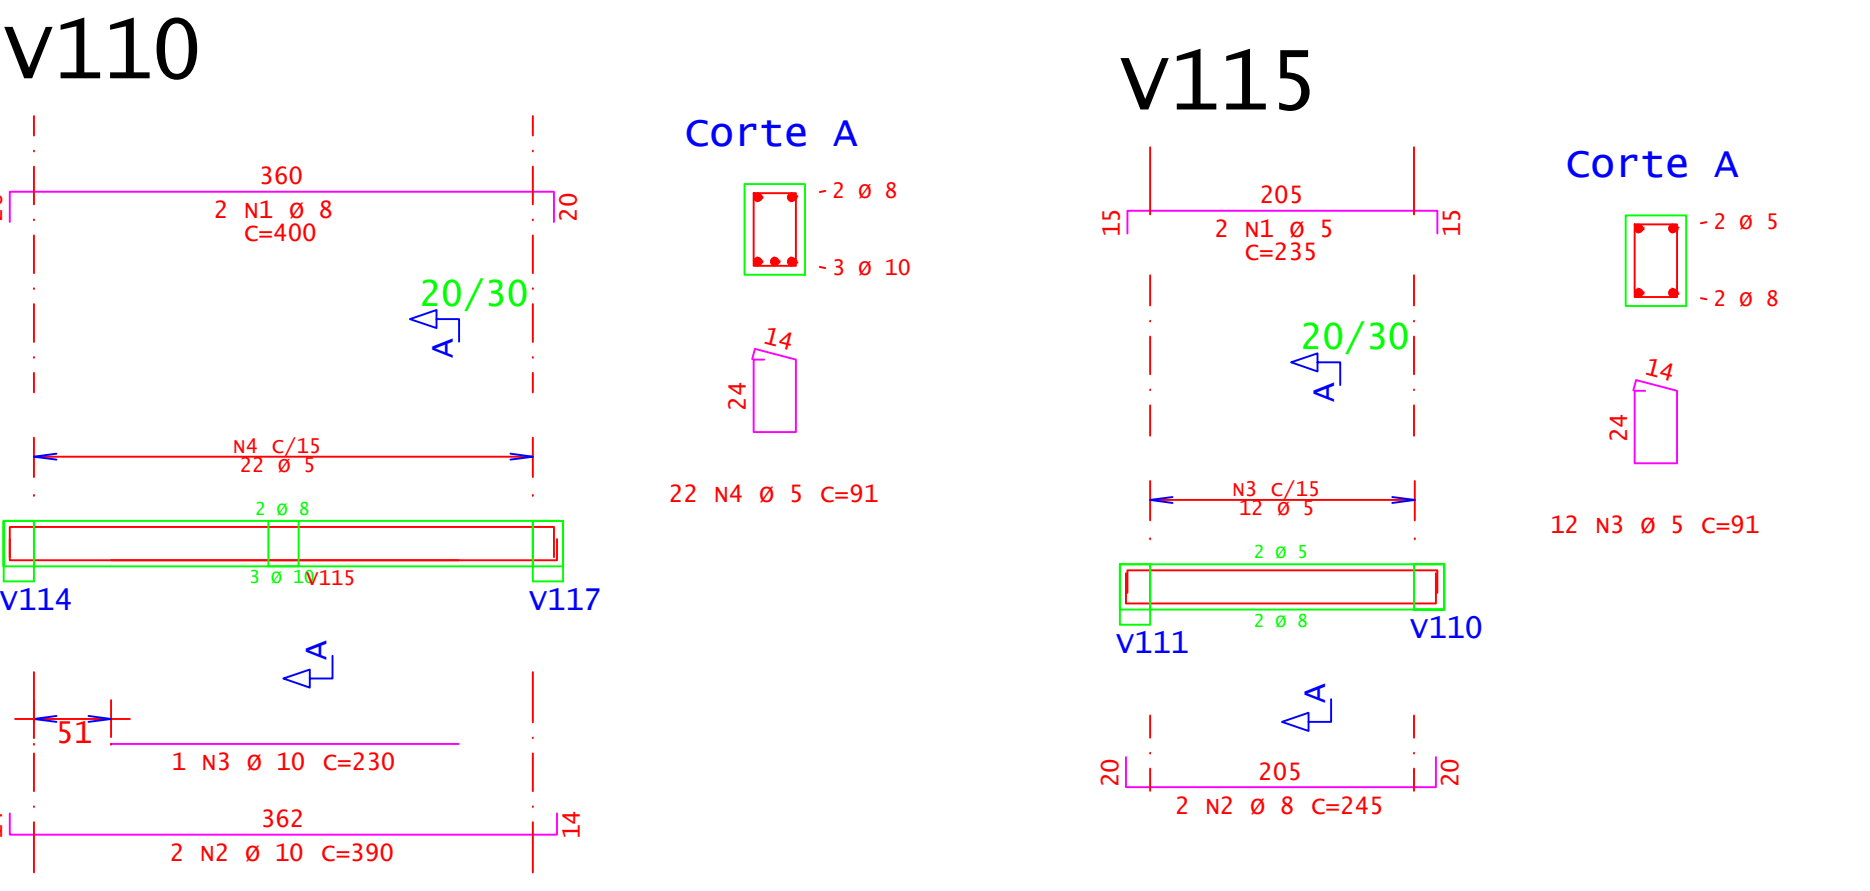 V110
360
20
2 N1 Ø 8
C=400
20/30
A
N4 C/15
22 Ø 5
2 Ø 8
3 Ø 10
V115
V114
V117
A
51
1 N3 Ø 10 C=230
362
14
2 N2 Ø 10 C=390
Corte A
-2 Ø 8
-3 Ø 10
14
24
22 N4 Ø 5 C=91
V115
205
15
15
2 N1 Ø 5
C=235
20/30
A
N3 C/15
12 Ø 5
2 Ø 5
2 Ø 8
V111
V110
A
20
205
20
2 N2 Ø 8 C=245
Corte A
-2 Ø 5
-2 Ø 8
14
24
12 N3 Ø 5 C=91